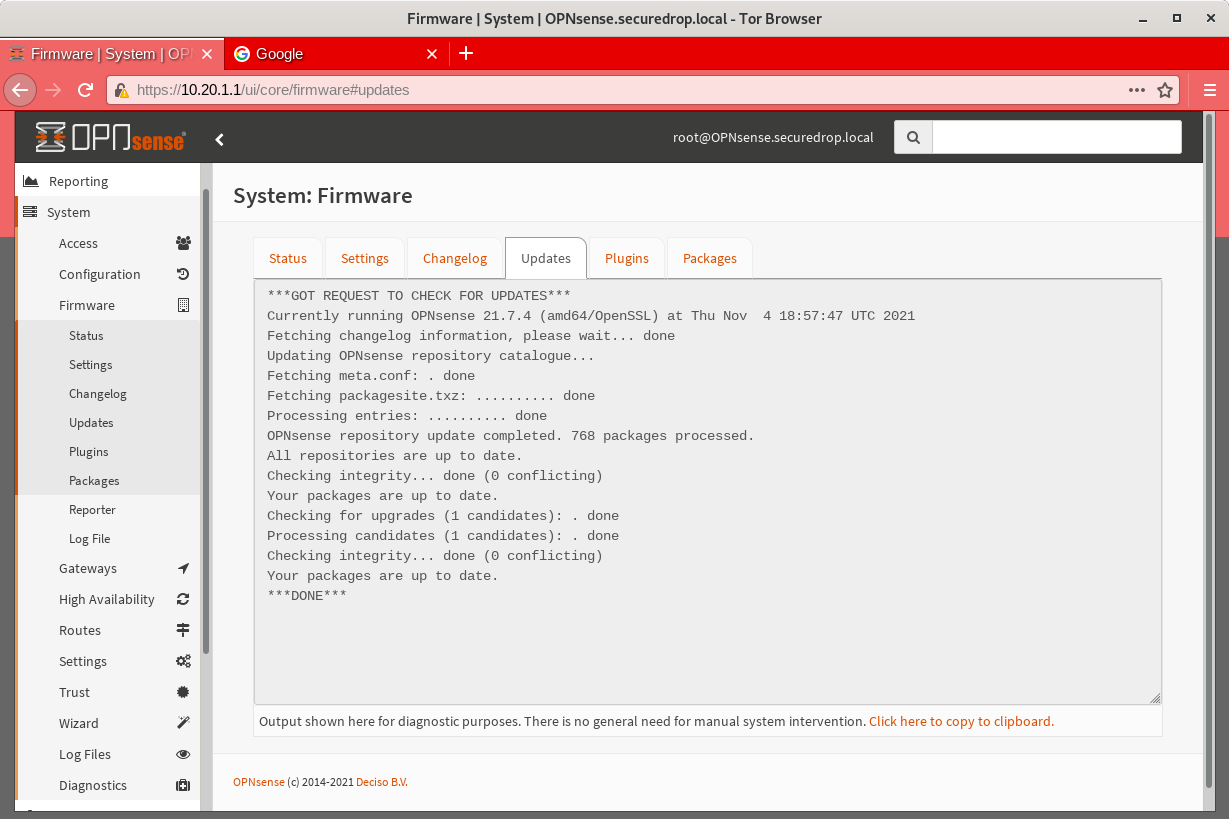 Firmware | System | OPNsense.securedrop.local - Tor Browser
Firmware | System | OP
Google
https://10.20.1.1/ui/core/firmware#updates
OPNsense
root@OPNsense.securedrop.local
Reporting
System
Access
Configuration
Firmware
Status
Settings
Changelog
Updates
Plugins
Packages
Reporter
Log File
Gateways
High Availability
Routes
Settings
Trust
Wizard
Log Files
Diagnostics
System: Firmware
Status Settings Changelog Updates Plugins Packages
***GOT REQUEST TO CHECK FOR UPDATES***
Currently running OPNsense 21.7.4 (amd64/OpenSSL) at Thu Nov  4 18:57:47 UTC 2021
Fetching changelog information, please wait... done
Updating OPNsense repository catalogue...
Fetching meta.conf: . done
Fetching packagesite.txz: .......... done
Processing entries: .......... done
OPNsense repository update completed. 768 packages processed.
All repositories are up to date.
Checking integrity... done (0 conflicting)
Your packages are up to date.
Checking for upgrades (1 candidates): . done
Processing candidates (1 candidates): . done
Checking integrity... done (0 conflicting)
Your packages are up to date.
***DONE***
Output shown here for diagnostic purposes. There is no general need for manual system intervention. Click here to copy to clipboard.
OPNsense (c) 2014-2021 Deciso B.V.